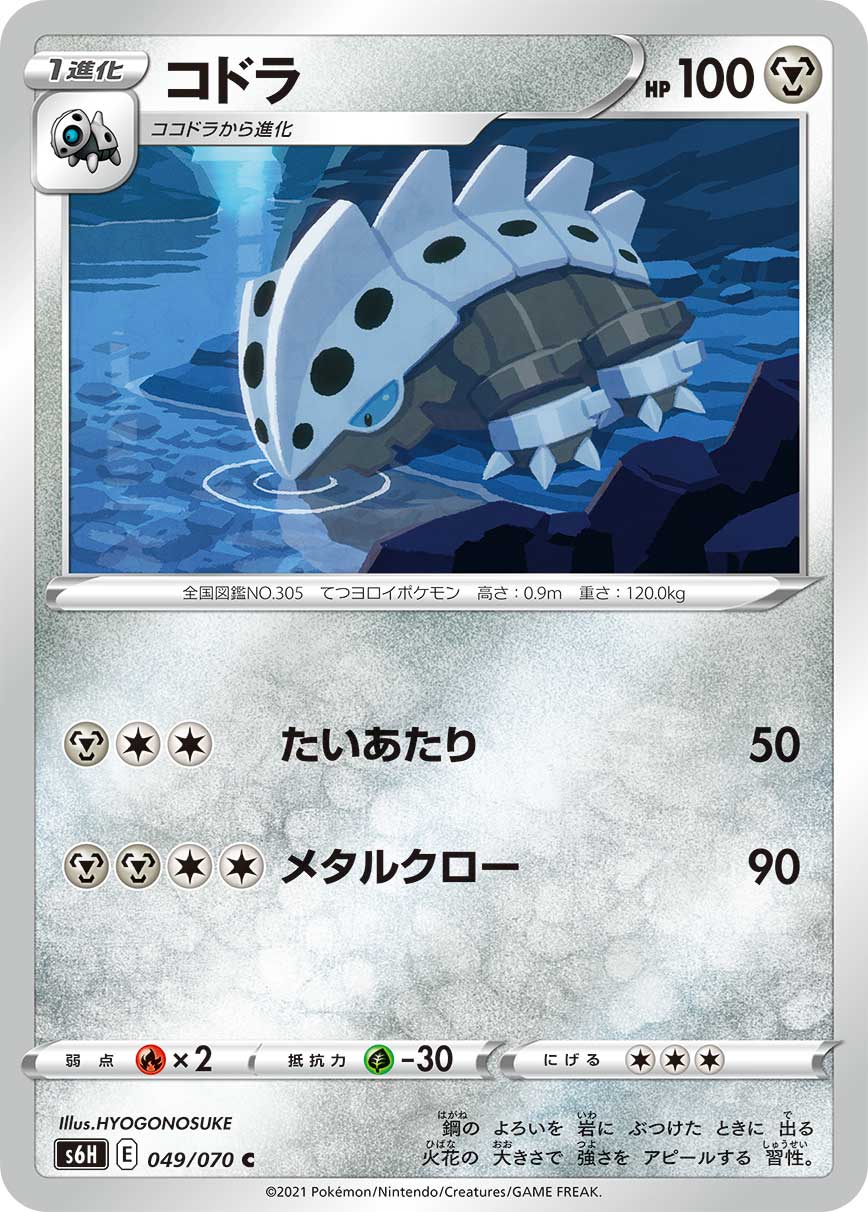 1進化
コドラ
HP 100
ココドラから進化
全国図鑑NO.305 てつヨロイポケモン 高さ:0.9m 重さ:120.0kg
たいあたり 50
メタルクロー 90
弱点 ×2 抵抗力 -30 にげる
Illus.HYOGONOSUKE
鋼の よろいを 岩に ぶつけた ときに 出る
火花の 大きさで 強さを アピールする 習性。
s6H E 049/070 C
©2021 Pokémon/Nintendo/Creatures/GAME FREAK.